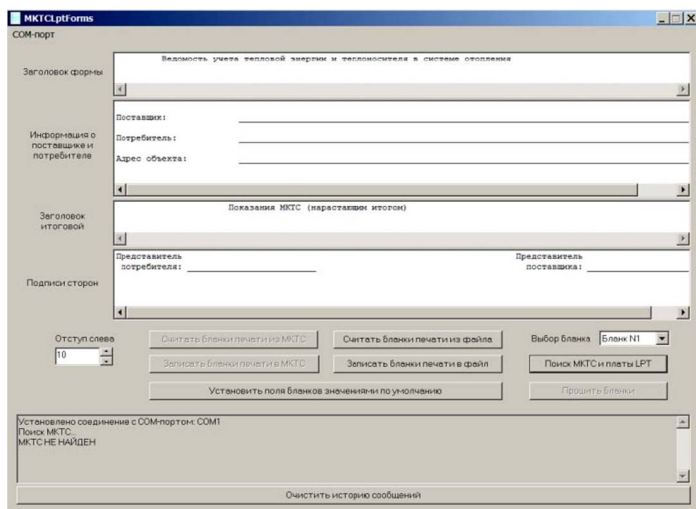 MKTCLptForms
COM-порт
Заголовок формы
Ведомость учета тепловой энергии и теплоносителя в системе отопления
Информация о
поставщике и
потребителе
Поставщик:
Потребитель:
Адрес объекта:
Заголовок
итоговой
Показания МКТС (нарастающим итогом)
Подписи сторон
Представитель
потребителя:
Представитель
поставщика:
Отступ слева
10
Считать бланки печати из МКТС
Считать бланки печати из файла
Выбор бланка Бланк N1
Записать бланки печати в МКТС
Записать бланки печати в файл
Поиск МКТС и платы LPT
Установить поля бланков значениями по умолчанию
Прошить бланки
Установлено соединение с COM-портом: COM1
Поиск МКТС...
МКТС НЕ НАЙДЕН
Очистить историю сообщений